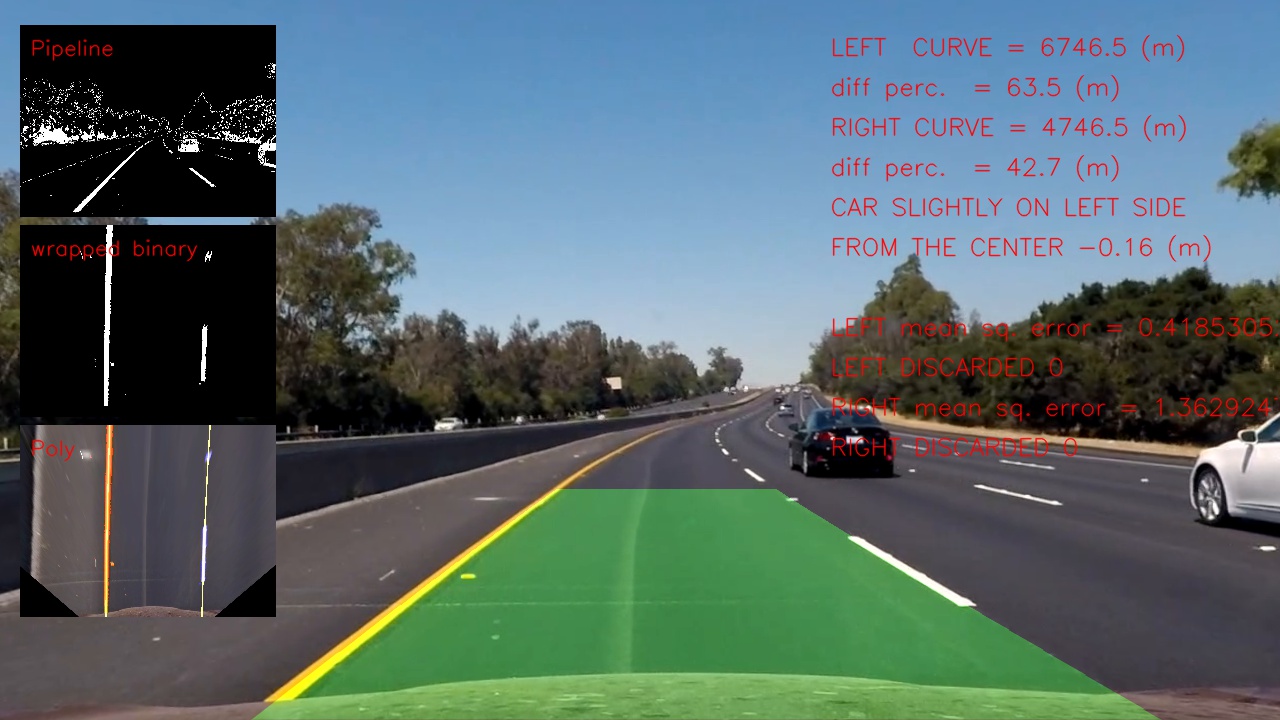 Pipeline
wrapped binary
Poly
LEFT CURVE = 6746.5 (m)
diff perc. = 63.5 (m)
RIGHT CURVE = 4746.5 (m)
diff perc. = 42.7 (m)
CAR SLIGHTLY ON LEFT SIDE
FROM THE CENTER -0.16 (m)
LEFT mean sq. error = 0.4185305
LEFT DISCARDED 0
RIGHT mean sq. error = 1.362924
RIGHT DISCARDED 0